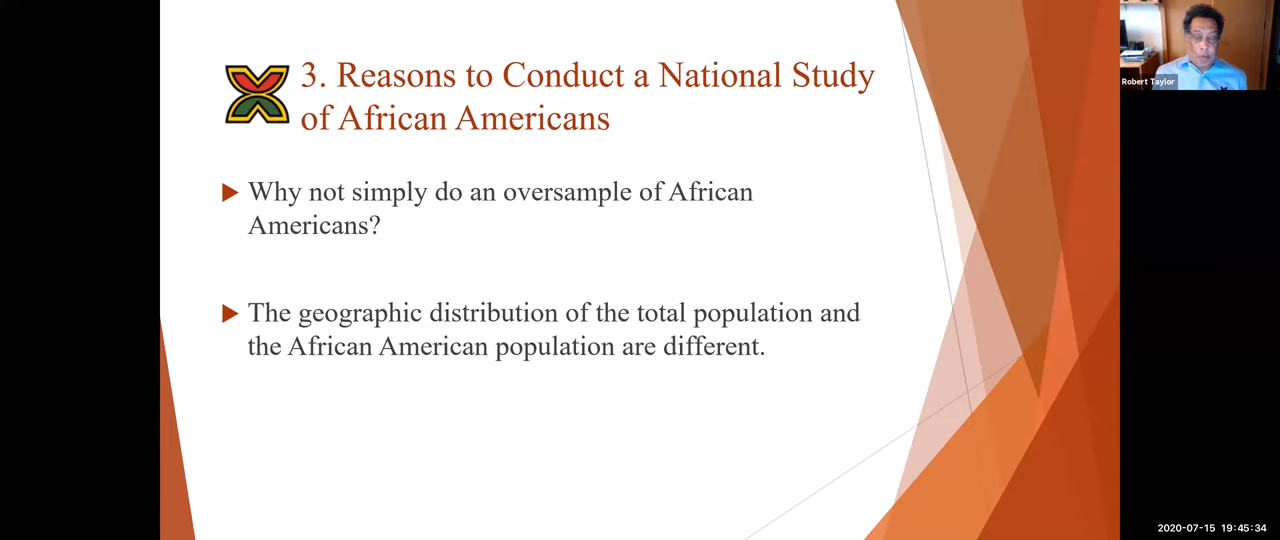 3. Reasons to Conduct a National Study
of African Americans
Why not simply do an oversample of African
Americans?
The geographic distribution of the total population and
the African American population are different.
Robert Taylor
2020-07-15 19:45:34